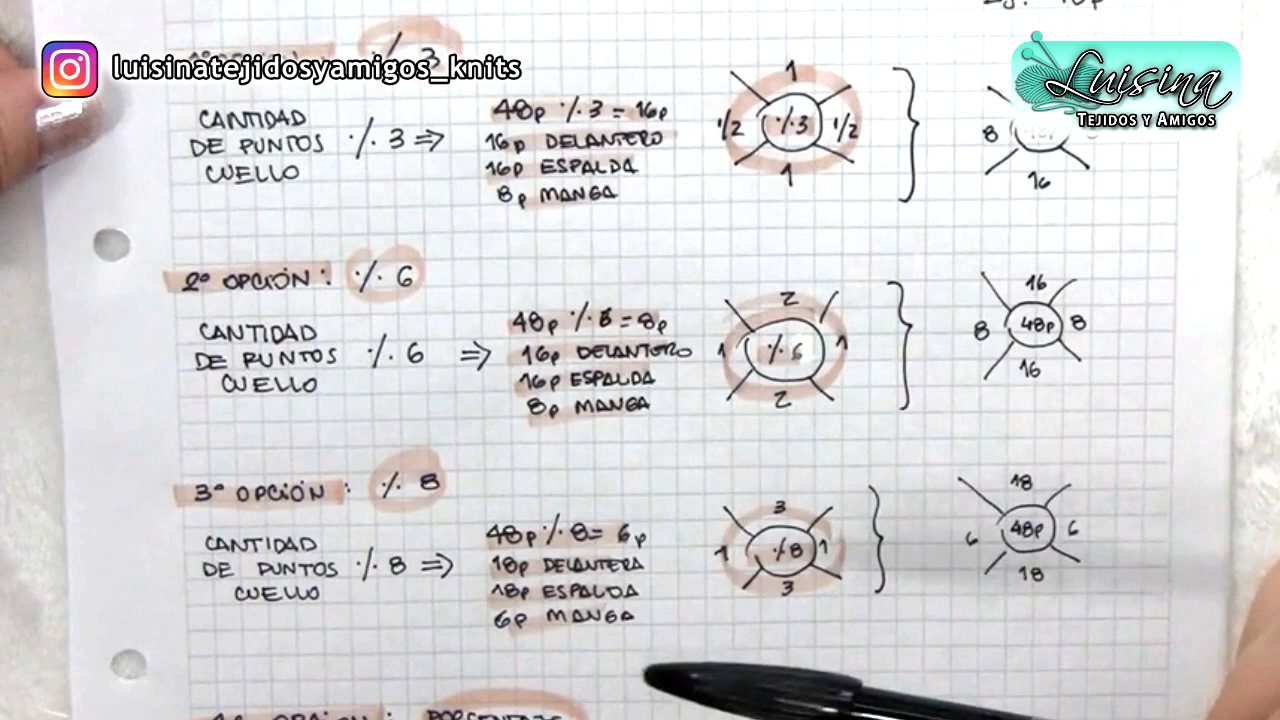 luisinatejidosyamigos_knits
Luisina
TEJIDOS Y AMIGOS
·/. 3
CANTIDAD
DE PUNTOS ·/. 3 ⇒
CUELLO
48p ·/. 3 = 16p
16p DELANTERO
16p ESPALDA
8p MANGA
1
1/2 ·/. 3 1/2
1
8
16
2º OPCIÓN: ·/. 6
CANTIDAD
DE PUNTOS ·/. 6 ⇒
CUELLO
48p ·/. 6 = 8p
16p DELANTERO
16p ESPALDA
8p MANGA
2
1 ·/. 6 1
2
16
8 48p 8
16
3º OPCIÓN: ·/. 8
CANTIDAD
DE PUNTOS ·/. 8 ⇒
CUELLO
48p ·/. 8 = 6p
18p DELANTERA
18p ESPALDA
6p MANGA
3
1 ·/. 8 1
3
18
6 48p 6
18